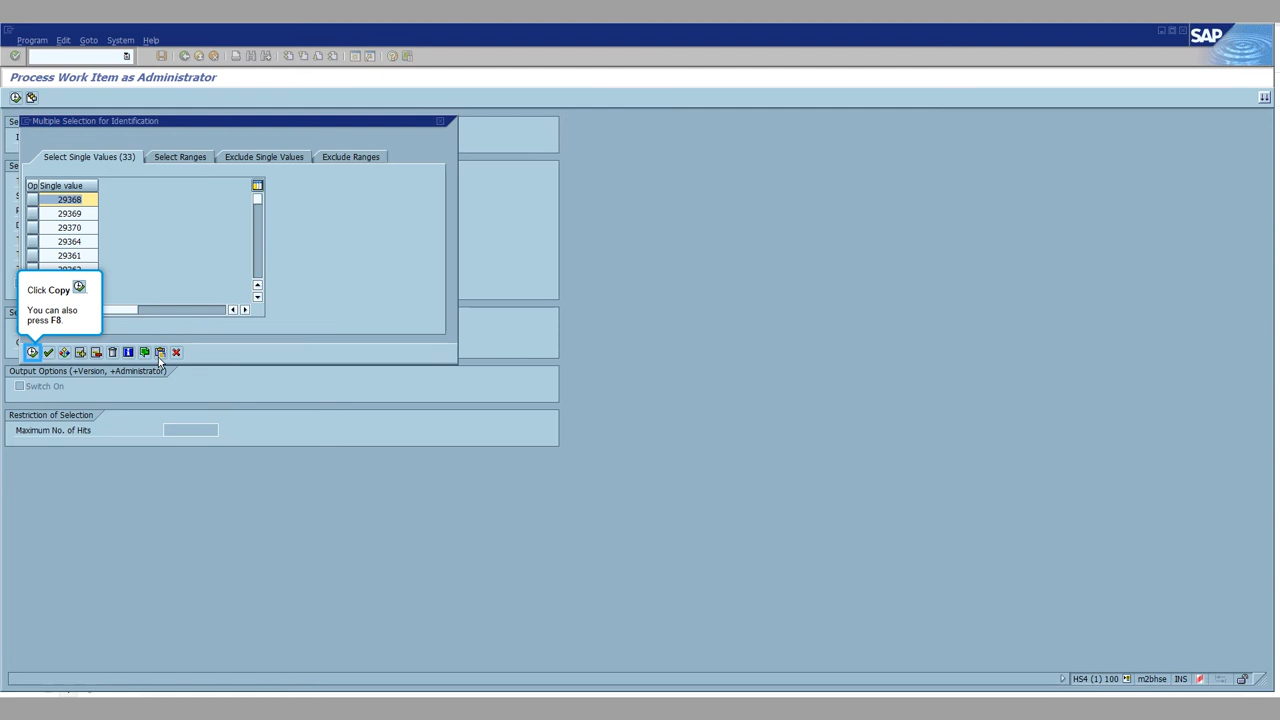 Program Edit Goto System Help
SAP
Process Work Item as Administrator
Multiple Selection for Identification
Select Single Values (33) Select Ranges Exclude Single Values Exclude Ranges
Op Single value
29368
29369
29370
29364
29361
Click Copy
You can also
press F8.
Output Options (+Version, +Administrator)
Switch On
Restriction of Selection
Maximum No. of Hits
HS4 (1) 100 m2bhse INS